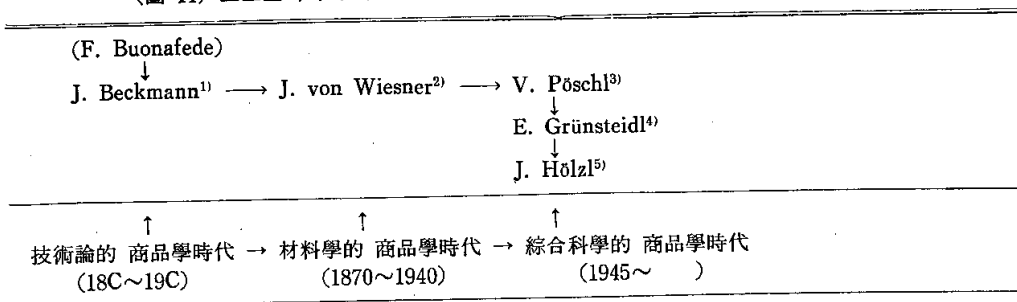 (F. Buonafede)
↓
J. Beckmann¹⁾ ⟶ J. von Wiesner²⁾ ⟶ V. Pöschl³⁾
↓
E. Grünsteidl⁴⁾
↓
J. Hölzl⁵⁾
↑ ↑ ↑
技術論的 商品學時代 → 材料學的 商品學時代 → 綜合科學的 商品學時代
(18C～19C) (1870～1940) (1945～ )